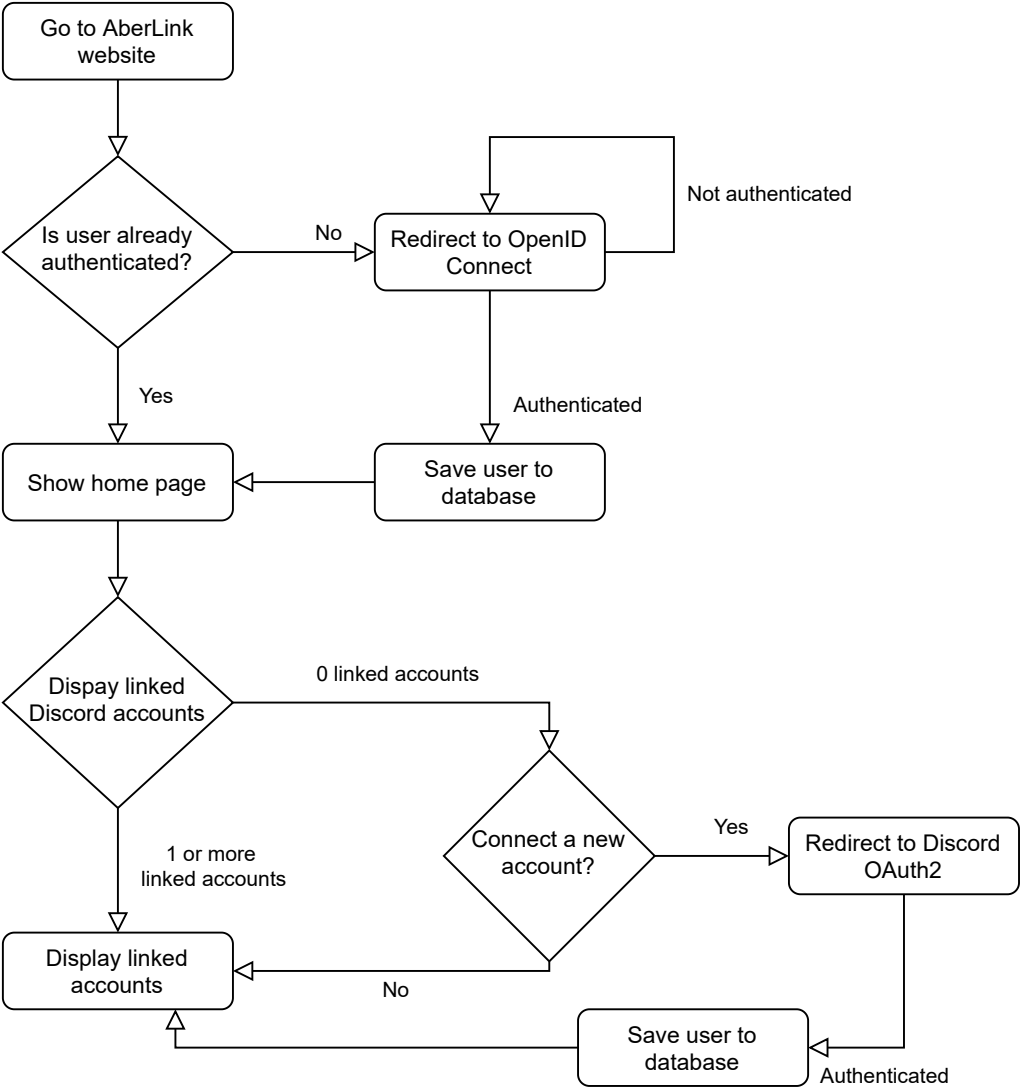 Go to AberLink
website
Is user already
authenticated?
No
Redirect to OpenID
Connect
Not authenticated
Yes
Authenticated
Show home page
Save user to
database
Dispay linked
Discord accounts
0 linked accounts
1 or more
linked accounts
Connect a new
account?
Yes
Redirect to Discord
OAuth2
Display linked
accounts
No
Save user to
database
Authenticated